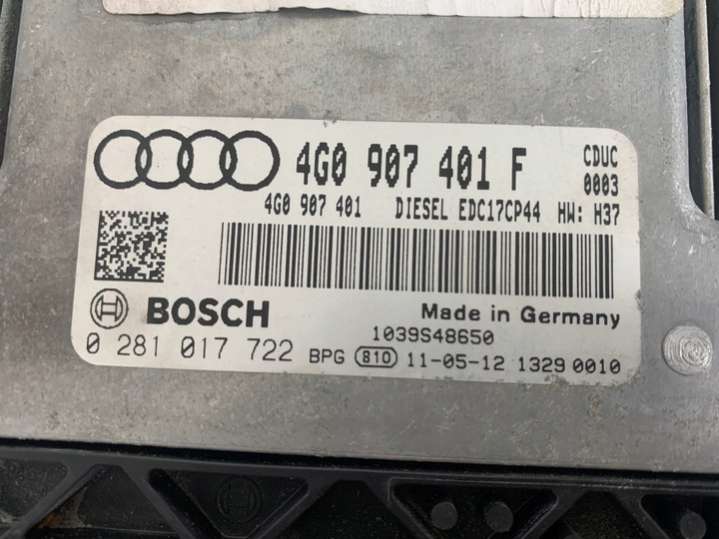 4G0 907 401 F CDUC
0003
4G0 907 401 DIESEL EDC17CP44 HW: H37
BOSCH Made in Germany
1039S48650
0 281 017 722 BPG 810 11-05-12 1329 0010